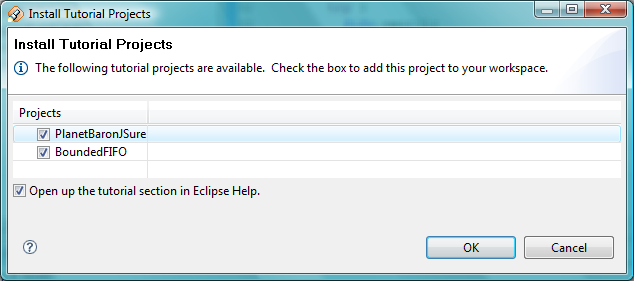 Install Tutorial Projects
Install Tutorial Projects
The following tutorial projects are available. Check the box to add this project to your workspace.
Projects
PlanetBaronJSure
BoundedFIFO
Open up the tutorial section in Eclipse Help.
OK Cancel